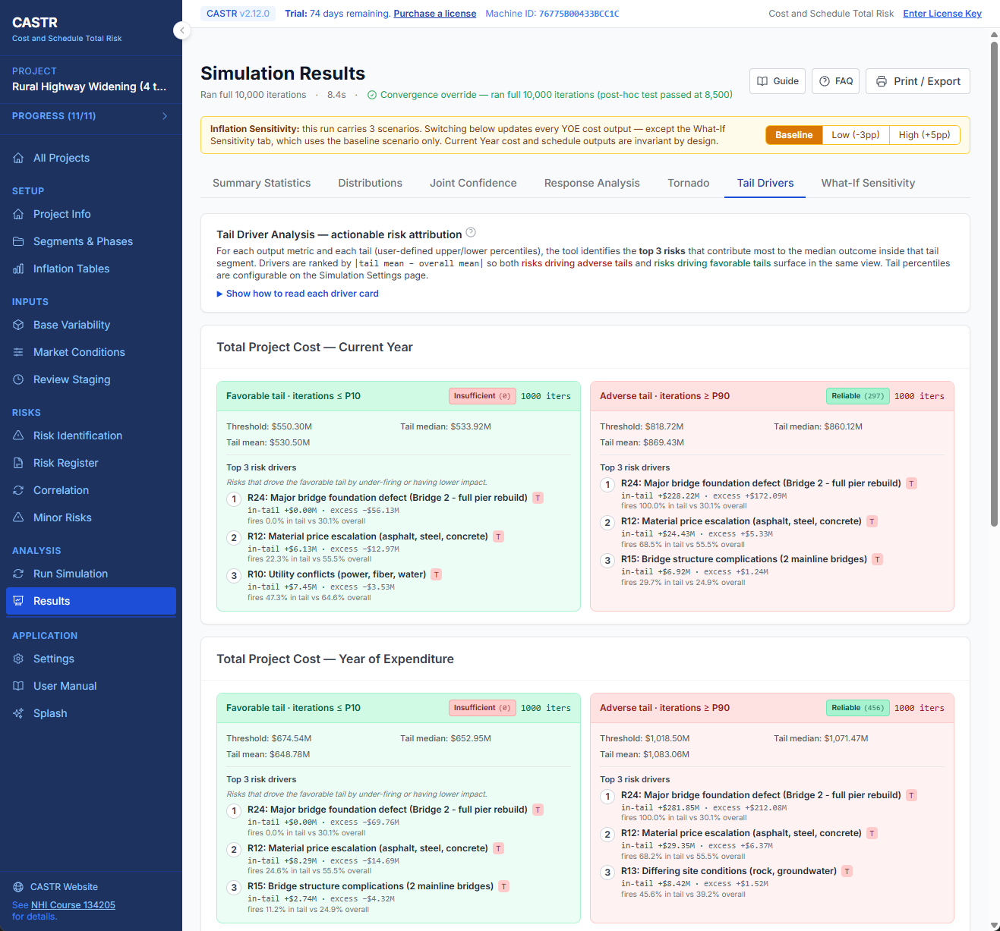 CASTR
Cost and Schedule Total Risk
PROJECT
Rural Highway Widening (4 t...
PROGRESS (11/11)
All Projects
SETUP
Project Info
Segments & Phases
Inflation Tables
INPUTS
Base Variability
Market Conditions
Review Staging
RISKS
Risk Identification
Risk Register
Correlation
Minor Risks
ANALYSIS
Run Simulation
Results
APPLICATION
Settings
User Manual
Splash
CASTR Website
See NHI Course 134205
for details.
CASTR v2.12.0 Trial: 74 days remaining. Purchase a license Machine ID: 76775B00433BCC1C Cost and Schedule Total Risk Enter License Key
Simulation Results
Ran full 10,000 iterations · 8.4s · Convergence override — ran full 10,000 iterations (post-hoc test passed at 8,500)
Guide FAQ Print / Export
Inflation Sensitivity: this run carries 3 scenarios. Switching below updates every YOE cost output — except the What-If
Sensitivity tab, which uses the baseline scenario only. Current Year cost and schedule outputs are invariant by design.
Baseline Low (-3pp) High (+5pp)
Summary Statistics Distributions Joint Confidence Response Analysis Tornado Tail Drivers What-If Sensitivity
Tail Driver Analysis — actionable risk attribution ?
For each output metric and each tail (user-defined upper/lower percentiles), the tool identifies the top 3 risks that contribute most to the median outcome inside that tail
segment. Drivers are ranked by |tail mean − overall mean| so both risks driving adverse tails and risks driving favorable tails surface in the same view. Tail percentiles
are configurable on the Simulation Settings page.
▶ Show how to read each driver card
Total Project Cost — Current Year
Favorable tail · iterations ≤ P10 Insufficient (0) 1000 iters
Threshold: $550.30M Tail median: $533.92M
Tail mean: $530.50M
Top 3 risk drivers
Risks that drove the favorable tail by under-firing or having lower impact.
1 R24: Major bridge foundation defect (Bridge 2 - full pier rebuild) T
in-tail +$0.00M · excess −$56.13M
fires 0.0% in tail vs 30.1% overall
2 R12: Material price escalation (asphalt, steel, concrete) T
in-tail +$6.13M · excess −$12.97M
fires 22.3% in tail vs 55.5% overall
3 R10: Utility conflicts (power, fiber, water) T
in-tail +$7.45M · excess −$3.53M
fires 47.3% in tail vs 64.6% overall
Adverse tail · iterations ≥ P90 Reliable (297) 1000 iters
Threshold: $818.72M Tail median: $860.12M
Tail mean: $869.43M
Top 3 risk drivers
1 R24: Major bridge foundation defect (Bridge 2 - full pier rebuild) T
in-tail +$228.22M · excess +$172.09M
fires 100.0% in tail vs 30.1% overall
2 R12: Material price escalation (asphalt, steel, concrete) T
in-tail +$24.43M · excess +$5.33M
fires 68.5% in tail vs 55.5% overall
3 R15: Bridge structure complications (2 mainline bridges) T
in-tail +$6.92M · excess +$1.24M
fires 29.7% in tail vs 24.9% overall
Total Project Cost — Year of Expenditure
Favorable tail · iterations ≤ P10 Insufficient (0) 1000 iters
Threshold: $674.54M Tail median: $652.95M
Tail mean: $648.78M
Top 3 risk drivers
Risks that drove the favorable tail by under-firing or having lower impact.
1 R24: Major bridge foundation defect (Bridge 2 - full pier rebuild) T
in-tail +$0.00M · excess −$69.76M
fires 0.0% in tail vs 30.1% overall
2 R12: Material price escalation (asphalt, steel, concrete) T
in-tail +$8.29M · excess −$14.69M
fires 24.6% in tail vs 55.5% overall
3 R15: Bridge structure complications (2 mainline bridges) T
in-tail +$2.74M · excess −$4.32M
fires 11.2% in tail vs 24.9% overall
Adverse tail · iterations ≥ P90 Reliable (456) 1000 iters
Threshold: $1,018.50M Tail median: $1,071.47M
Tail mean: $1,083.06M
Top 3 risk drivers
1 R24: Major bridge foundation defect (Bridge 2 - full pier rebuild) T
in-tail +$281.85M · excess +$212.08M
fires 100.0% in tail vs 30.1% overall
2 R12: Material price escalation (asphalt, steel, concrete) T
in-tail +$29.35M · excess +$6.37M
fires 68.2% in tail vs 55.5% overall
3 R13: Differing site conditions (rock, groundwater) T
in-tail +$8.42M · excess +$1.52M
fires 45.6% in tail vs 39.2% overall